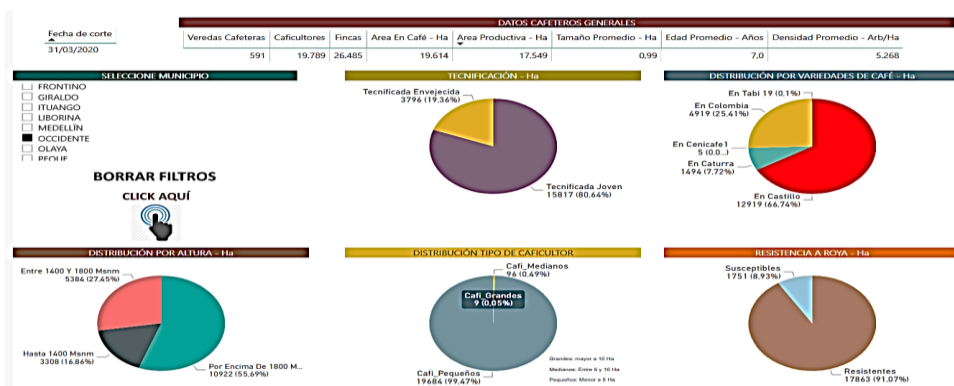 Fecha de corte
31/03/2020
DATOS CAFETEROS GENERALES
Veredas Cafeteras Caficultores Fincas Area En Café - Ha Area Productiva - Ha Tamaño Promedio - Ha Edad Promedio - Años Densidad Promedio - Arb/Ha
591 19.789 26.485 19.614 17.549 0,99 7,0 5.268
SELECCIONE MUNICIPIO
FRONTINO
GIRALDO
ITUANGO
LIBORINA
MEDELLÍN
OCCIDENTE
OLAYA
PEQUE
BORRAR FILTROS
CLICK AQUÍ
TECNIFICACIÓN - Ha
Tecnificada Envejecida
3796 (19,36%)
Tecnificada Joven
15817 (80,64%)
DISTRIBUCIÓN POR VARIEDADES DE CAFÉ - Ha
En Tabi 19 (0,1%)
En Colombia
4919 (25,41%)
En Cenicafe1
5 (0,0...)
En Caturra
1494 (7,72%)
En Castillo
12919 (66,74%)
DISTRIBUCIÓN POR ALTURA - Ha
Entre 1400 Y 1800 Msnm
5384 (27,45%)
Hasta 1400 Msnm
3308 (16,86%)
Por Encima De 1800 M...
10922 (55,69%)
DISTRIBUCIÓN TIPO DE CAFICULTOR
Cafi_Medianos
96 (0,49%)
Cafi_Grandes
9 (0,05%)
Cafi_Pequeños
19684 (99,47%)
Grandes: mayor a 10 Ha
Medianos: Entre 5 y 10 Ha
Pequeños: Menor a 5 Ha
RESISTENCIA A ROYA - Ha
Susceptibles
1751 (8,93%)
Resistentes
17863 (91,07%)